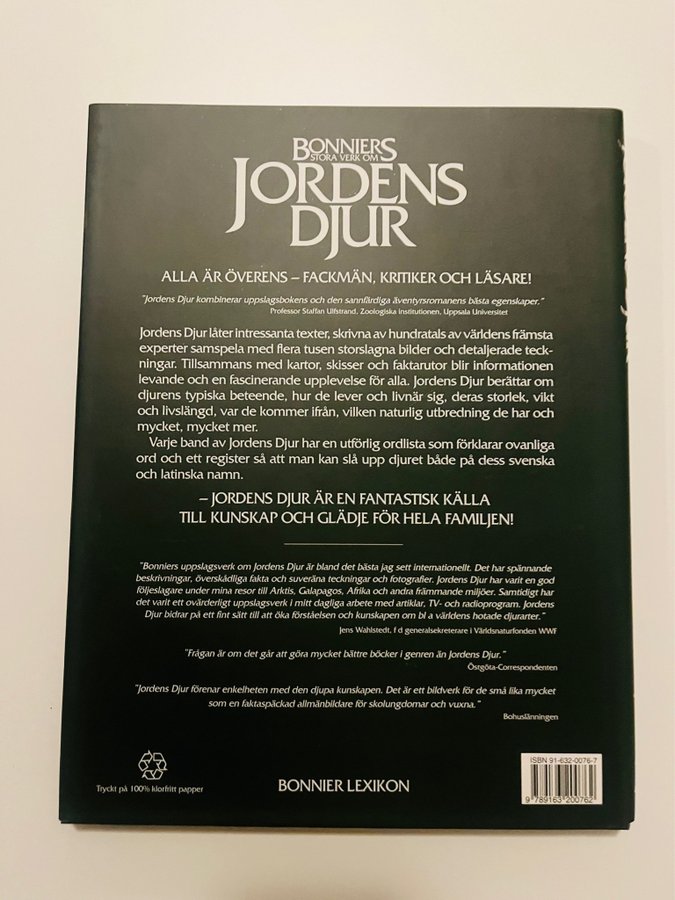 BONNIERS
STORA VERK OM
JORDENS
DJUR
ALLA ÄR ÖVERENS – FACKMÄN, KRITIKER OCH LÄSARE!
"Jordens Djur kombinerar uppslagsbokens och den sannfärdiga äventyrsromanens bästa egenskaper."
Professor Staffan Ulfstrand, Zoologiska institutionen, Uppsala Universitet
Jordens Djur låter intressanta texter, skrivna av hundratals av världens främsta
experter samspela med flera tusen storslagna bilder och detaljerade teck-
ningar. Tillsammans med kartor, skisser och faktarutor blir informationen
levande och en fascinerande upplevelse för alla. Jordens Djur berättar om
djurens typiska beteende, hur de lever och livnär sig, deras storlek, vikt
och livslängd, var de kommer ifrån, vilken naturlig utbredning de har och
mycket, mycket mer.
Varje band av Jordens Djur har en utförlig ordlista som förklarar ovanliga
ord och ett register så att man kan slå upp djuret både på dess svenska
och latinska namn.
– JORDENS DJUR ÄR EN FANTASTISK KÄLLA
TILL KUNSKAP OCH GLÄDJE FÖR HELA FAMILJEN!
"Bonniers uppslagsverk om Jordens Djur är bland det bästa jag sett internationellt. Det har spännande
beskrivningar, överskådliga fakta och suveräna teckningar och fotografier. Jordens Djur har varit en god
följeslagare under mina resor till Arktis, Galapagos, Afrika och andra främmande miljöer. Samtidigt har
det varit ett ovärderligt uppslagsverk i mitt dagliga arbete med artiklar, TV- och radioprogram. Jordens
Djur bidrar på ett fint sätt till att öka förståelsen och kunskapen om bl a världens hotade djurarter."
Jens Wahlstedt, f d generalsekreterare i Världsnaturfonden WWF
"Frågan är om det går att göra mycket bättre böcker i genren än Jordens Djur."
Östgöta-Correspondenten
"Jordens Djur förenar enkelheten med den djupa kunskapen. Det är ett bildverk för de små lika mycket
som en faktaspäckad allmänbildare för skolungdomar och vuxna."
Bohusläningen
Tryckt på 100% klorfritt papper
BONNIER LEXIKON
ISBN 91-632-0076-7
9 789163 200762